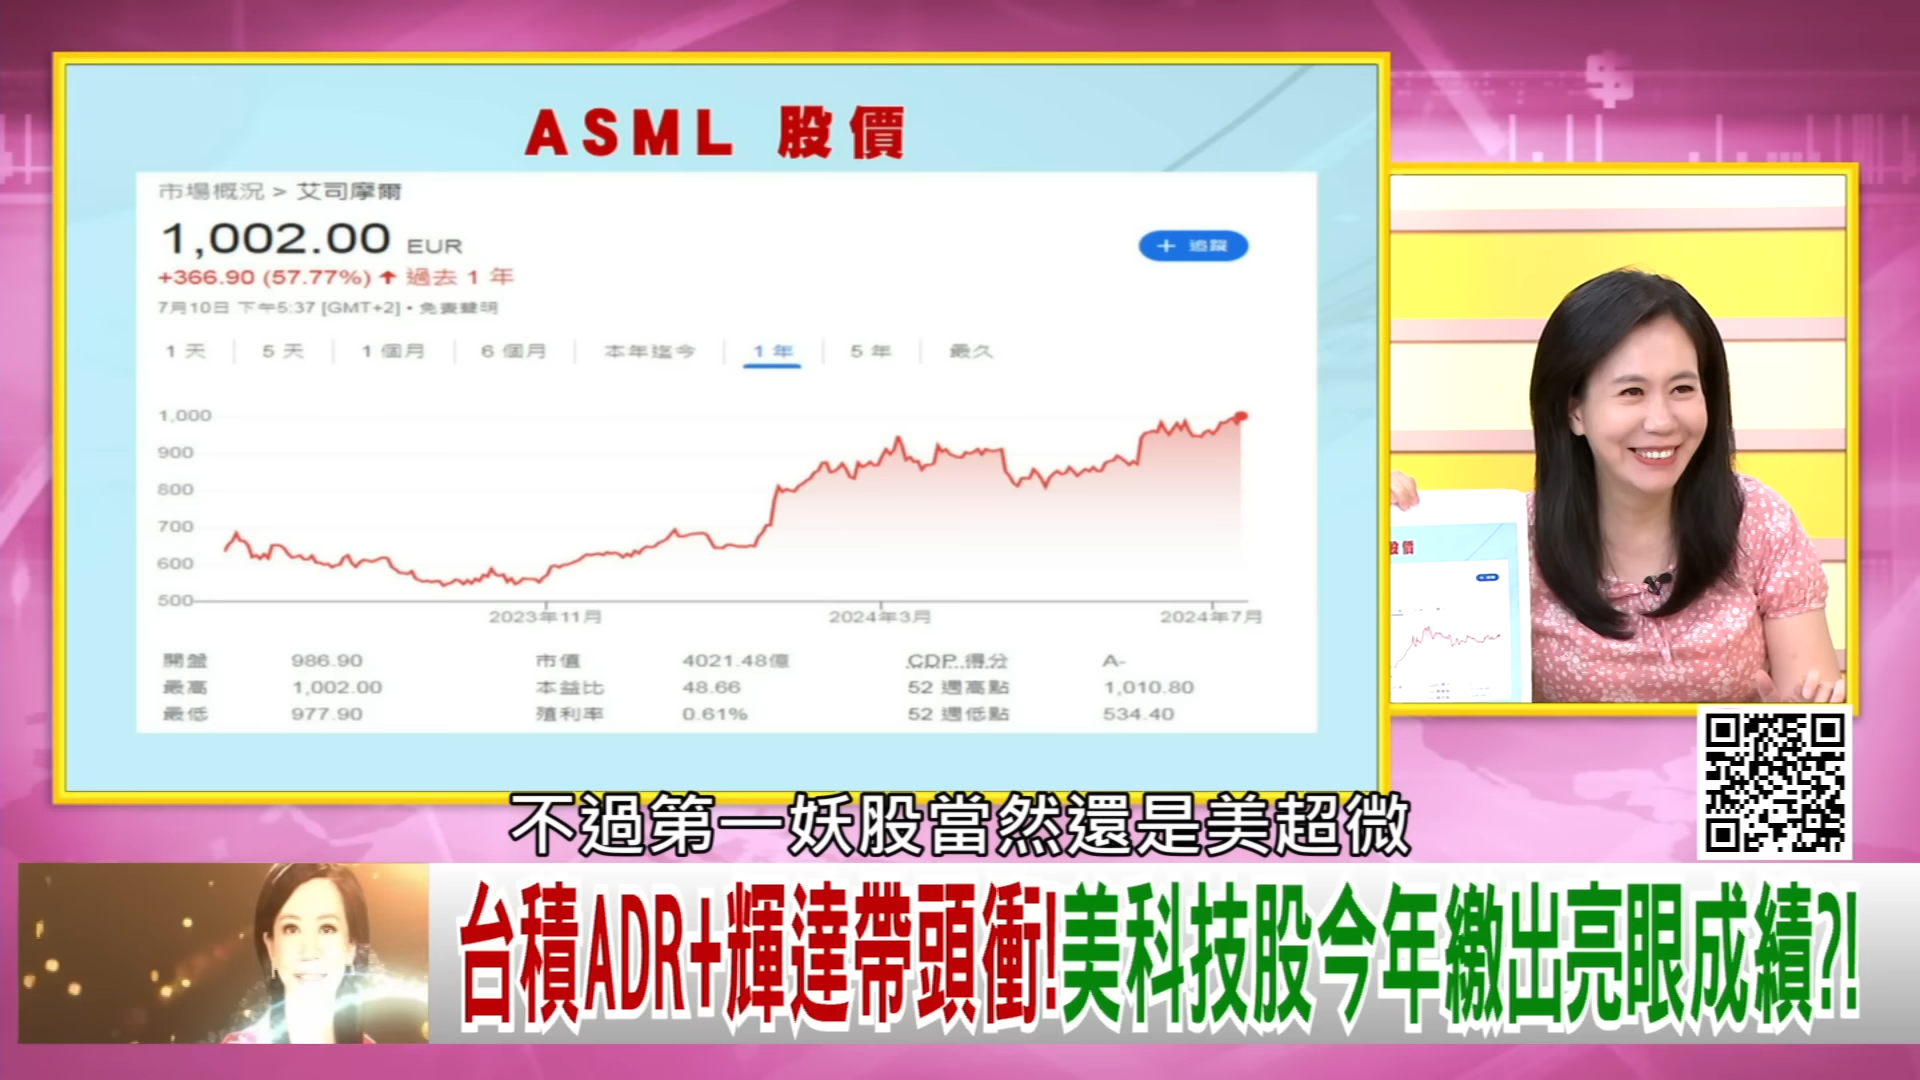 ASML 股價
市場概況 > 艾司摩爾
1,002.00 EUR
+ 追蹤
+366.90 (57.77%) ↑ 過去 1 年
7月10日 下午5:37 [GMT+2] • 免責聲明
1 天 | 5 天 | 1 個月 | 6 個月 | 本年迄今 | 1 年 | 5 年 | 最久
1,000
900
800
700
600
500
2023年11月 2024年3月 2024年7月
開盤 986.90 市值 4021.48億 CDP 得分 A-
最高 1,002.00 本益比 48.66 52 週高點 1,010.80
最低 977.90 殖利率 0.61% 52 週低點 534.40
股價
不過第一妖股當然還是美超微
台積ADR+輝達帶頭衝!美科技股今年繳出亮眼成績?!